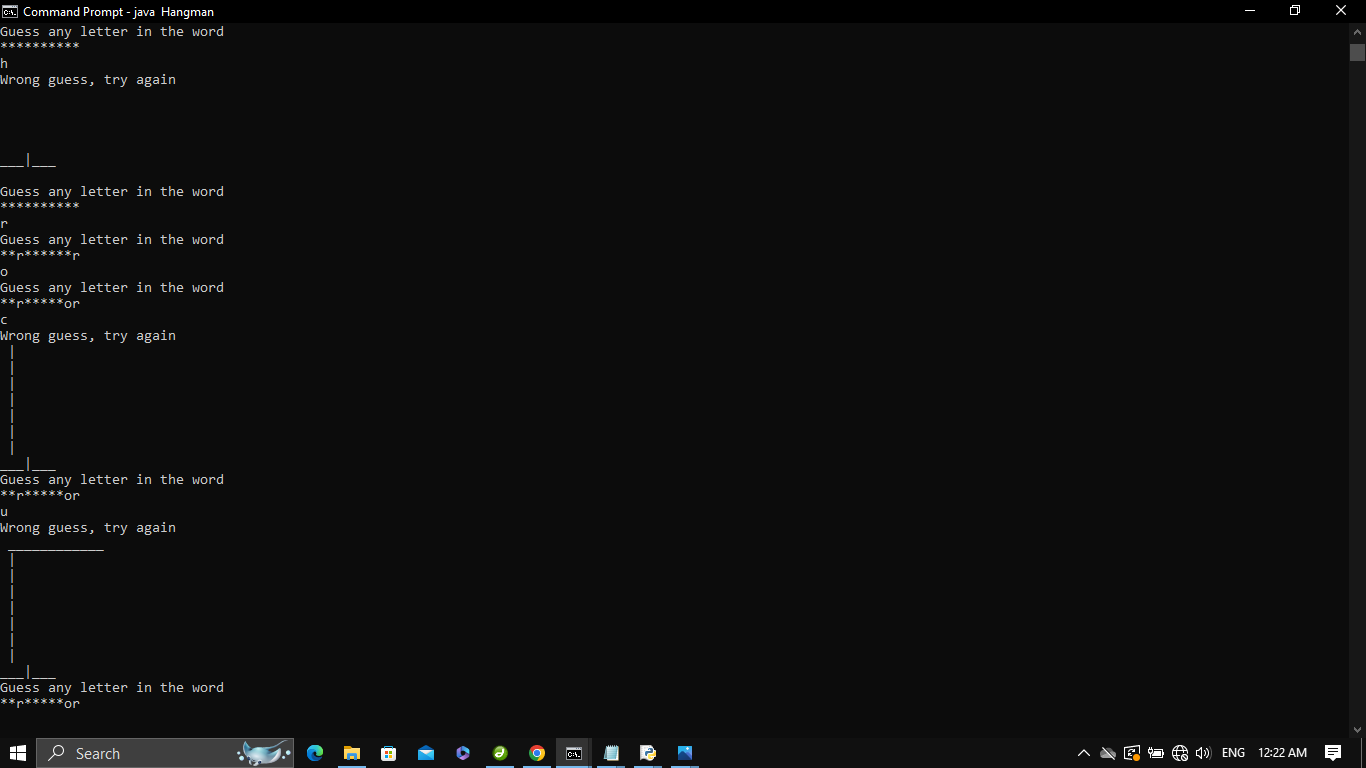 Command Prompt - java  Hangman
Guess any letter in the word
**********
h
Wrong guess, try again
___|___
Guess any letter in the word
**********
r
Guess any letter in the word
**r******r
o
Guess any letter in the word
**r*****or
c
Wrong guess, try again
 |
 |
 |
 |
 |
 |
 |
___|___
Guess any letter in the word
**r*****or
u
Wrong guess, try again
 ____________
 |
 |
 |
 |
 |
 |
 |
___|___
Guess any letter in the word
**r*****or
Search
ENG
12:22 AM